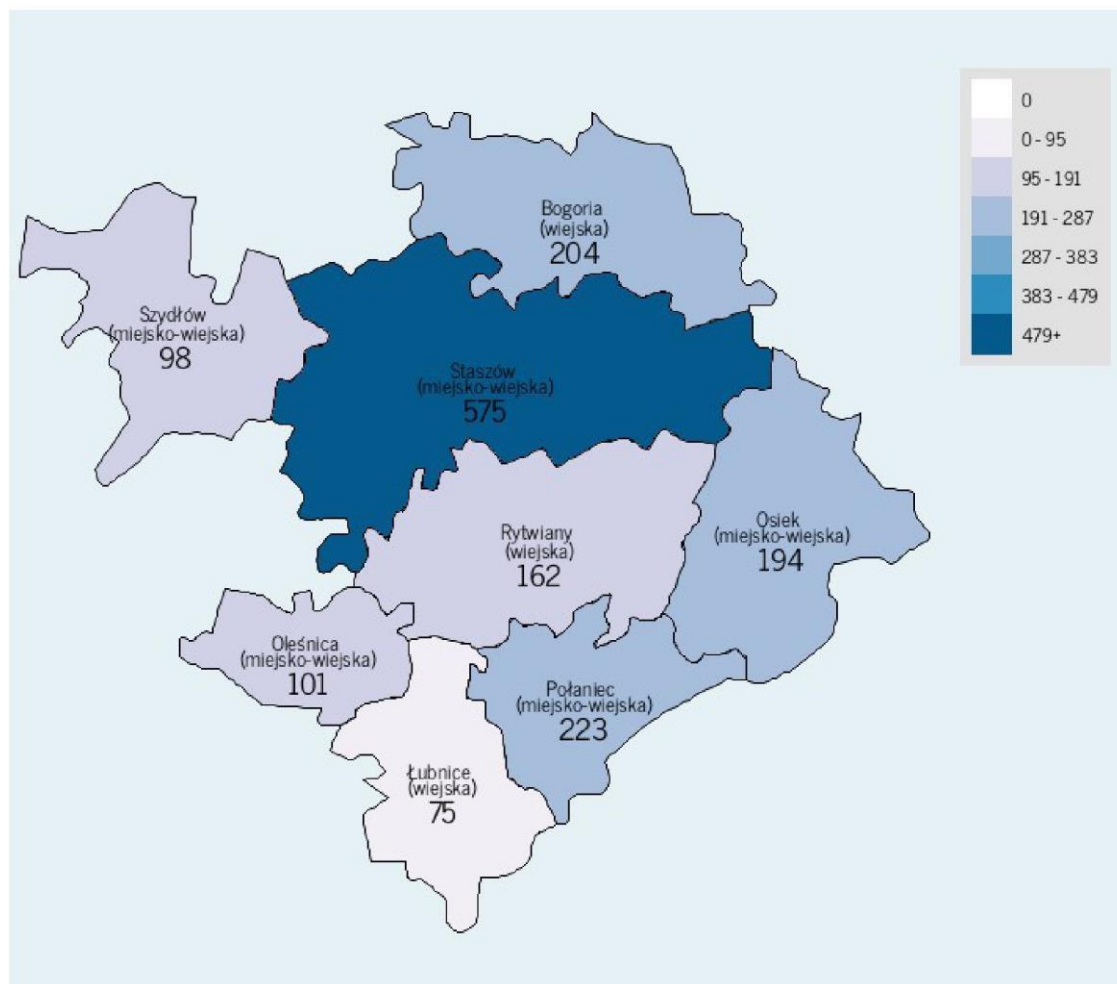 0
0 - 95
95 - 191
191 - 287
287 - 383
383 - 479
479+
Bogoria
(wiejska)
204
Szydłów
(miejsko-wiejska)
98
Staszów
(miejsko-wiejska)
575
Rytwiany
(wiejska)
162
Osiek
(miejsko-wiejska)
194
Oleśnica
(miejsko-wiejska)
101
Połaniec
(miejsko-wiejska)
223
Łubnice
(wiejska)
75